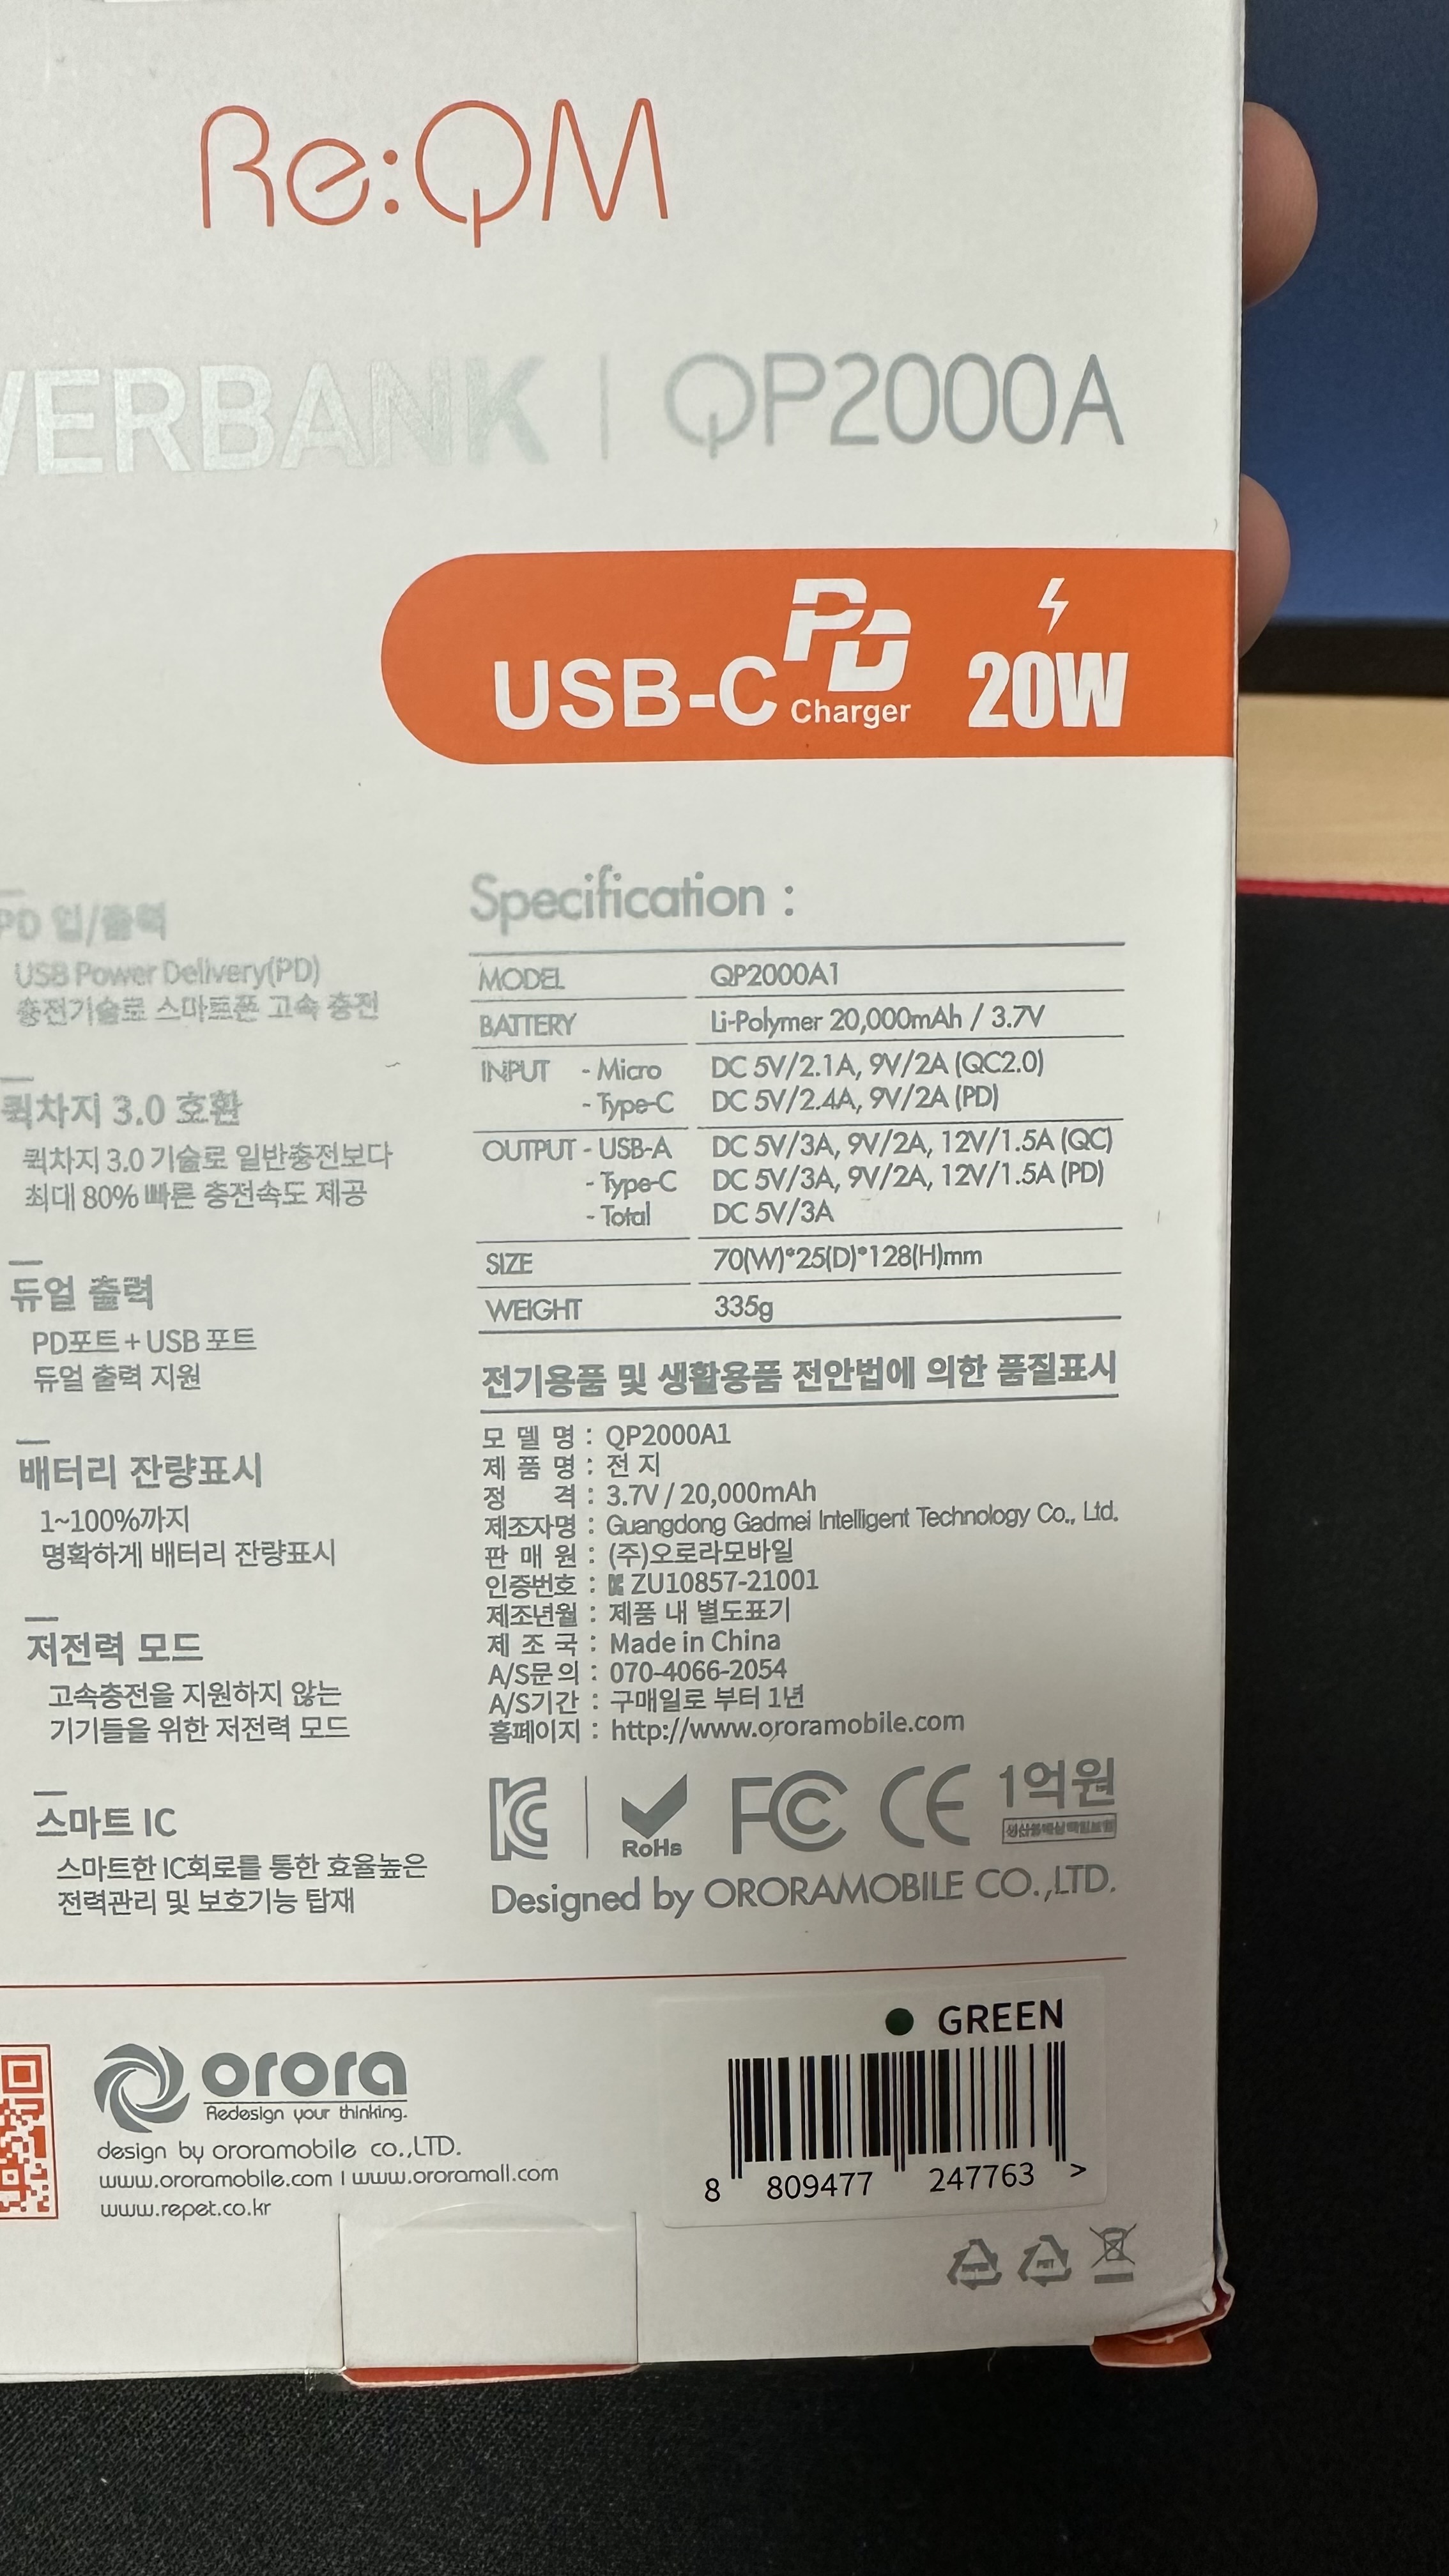 Re:QM
WERBANK | QP2000A
USB-C PD Charger 20W
PD 입/출력
USB Power Delivery(PD)
충전기술로 스마트폰 고속 충전
퀵차지 3.0 호환
퀵차지 3.0 기술로 일반충전보다
최대 80% 빠른 충전속도 제공
듀얼 출력
PD포트 + USB 포트
듀얼 출력 지원
배터리 잔량표시
1~100%까지
명확하게 배터리 잔량표시
저전력 모드
고속충전을 지원하지 않는
기기들을 위한 저전력 모드
스마트 IC
스마트한 IC회로를 통한 효율높은
전력관리 및 보호기능 탑재
Specification :
MODEL QP2000A1
BATTERY Li-Polymer 20,000mAh / 3.7V
INPUT - Micro DC 5V/2.1A, 9V/2A (QC2.0)
- Type-C DC 5V/2.4A, 9V/2A (PD)
OUTPUT - USB-A DC 5V/3A, 9V/2A, 12V/1.5A (QC)
- Type-C DC 5V/3A, 9V/2A, 12V/1.5A (PD)
- Total DC 5V/3A
SIZE 70(W)*25(D)*128(H)mm
WEIGHT 335g
전기용품 및 생활용품 전안법에 의한 품질표시
모 델 명 : QP2000A1
제 품 명 : 전 지
정 격 : 3.7V / 20,000mAh
제조자명 : Guangdong Gadmei Intelligent Technology Co., Ltd.
판 매 원 : (주)오로라모바일
인증번호 : KC ZU10857-21001
제조년월 : 제품 내 별도표기
제 조 국 : Made in China
A/S문의 : 070-4066-2054
A/S기간 : 구매일로 부터 1년
홈페이지 : http://www.ororamobile.com
KC RoHs FC CE 1억원
생산물배상책임보험
Designed by ORORAMOBILE CO.,LTD.
orora
Redesign your thinking.
design by ororamobile co.,LTD.
www.ororamobile.com | www.ororamall.com
www.repet.co.kr
GREEN
8 809477 247763 >